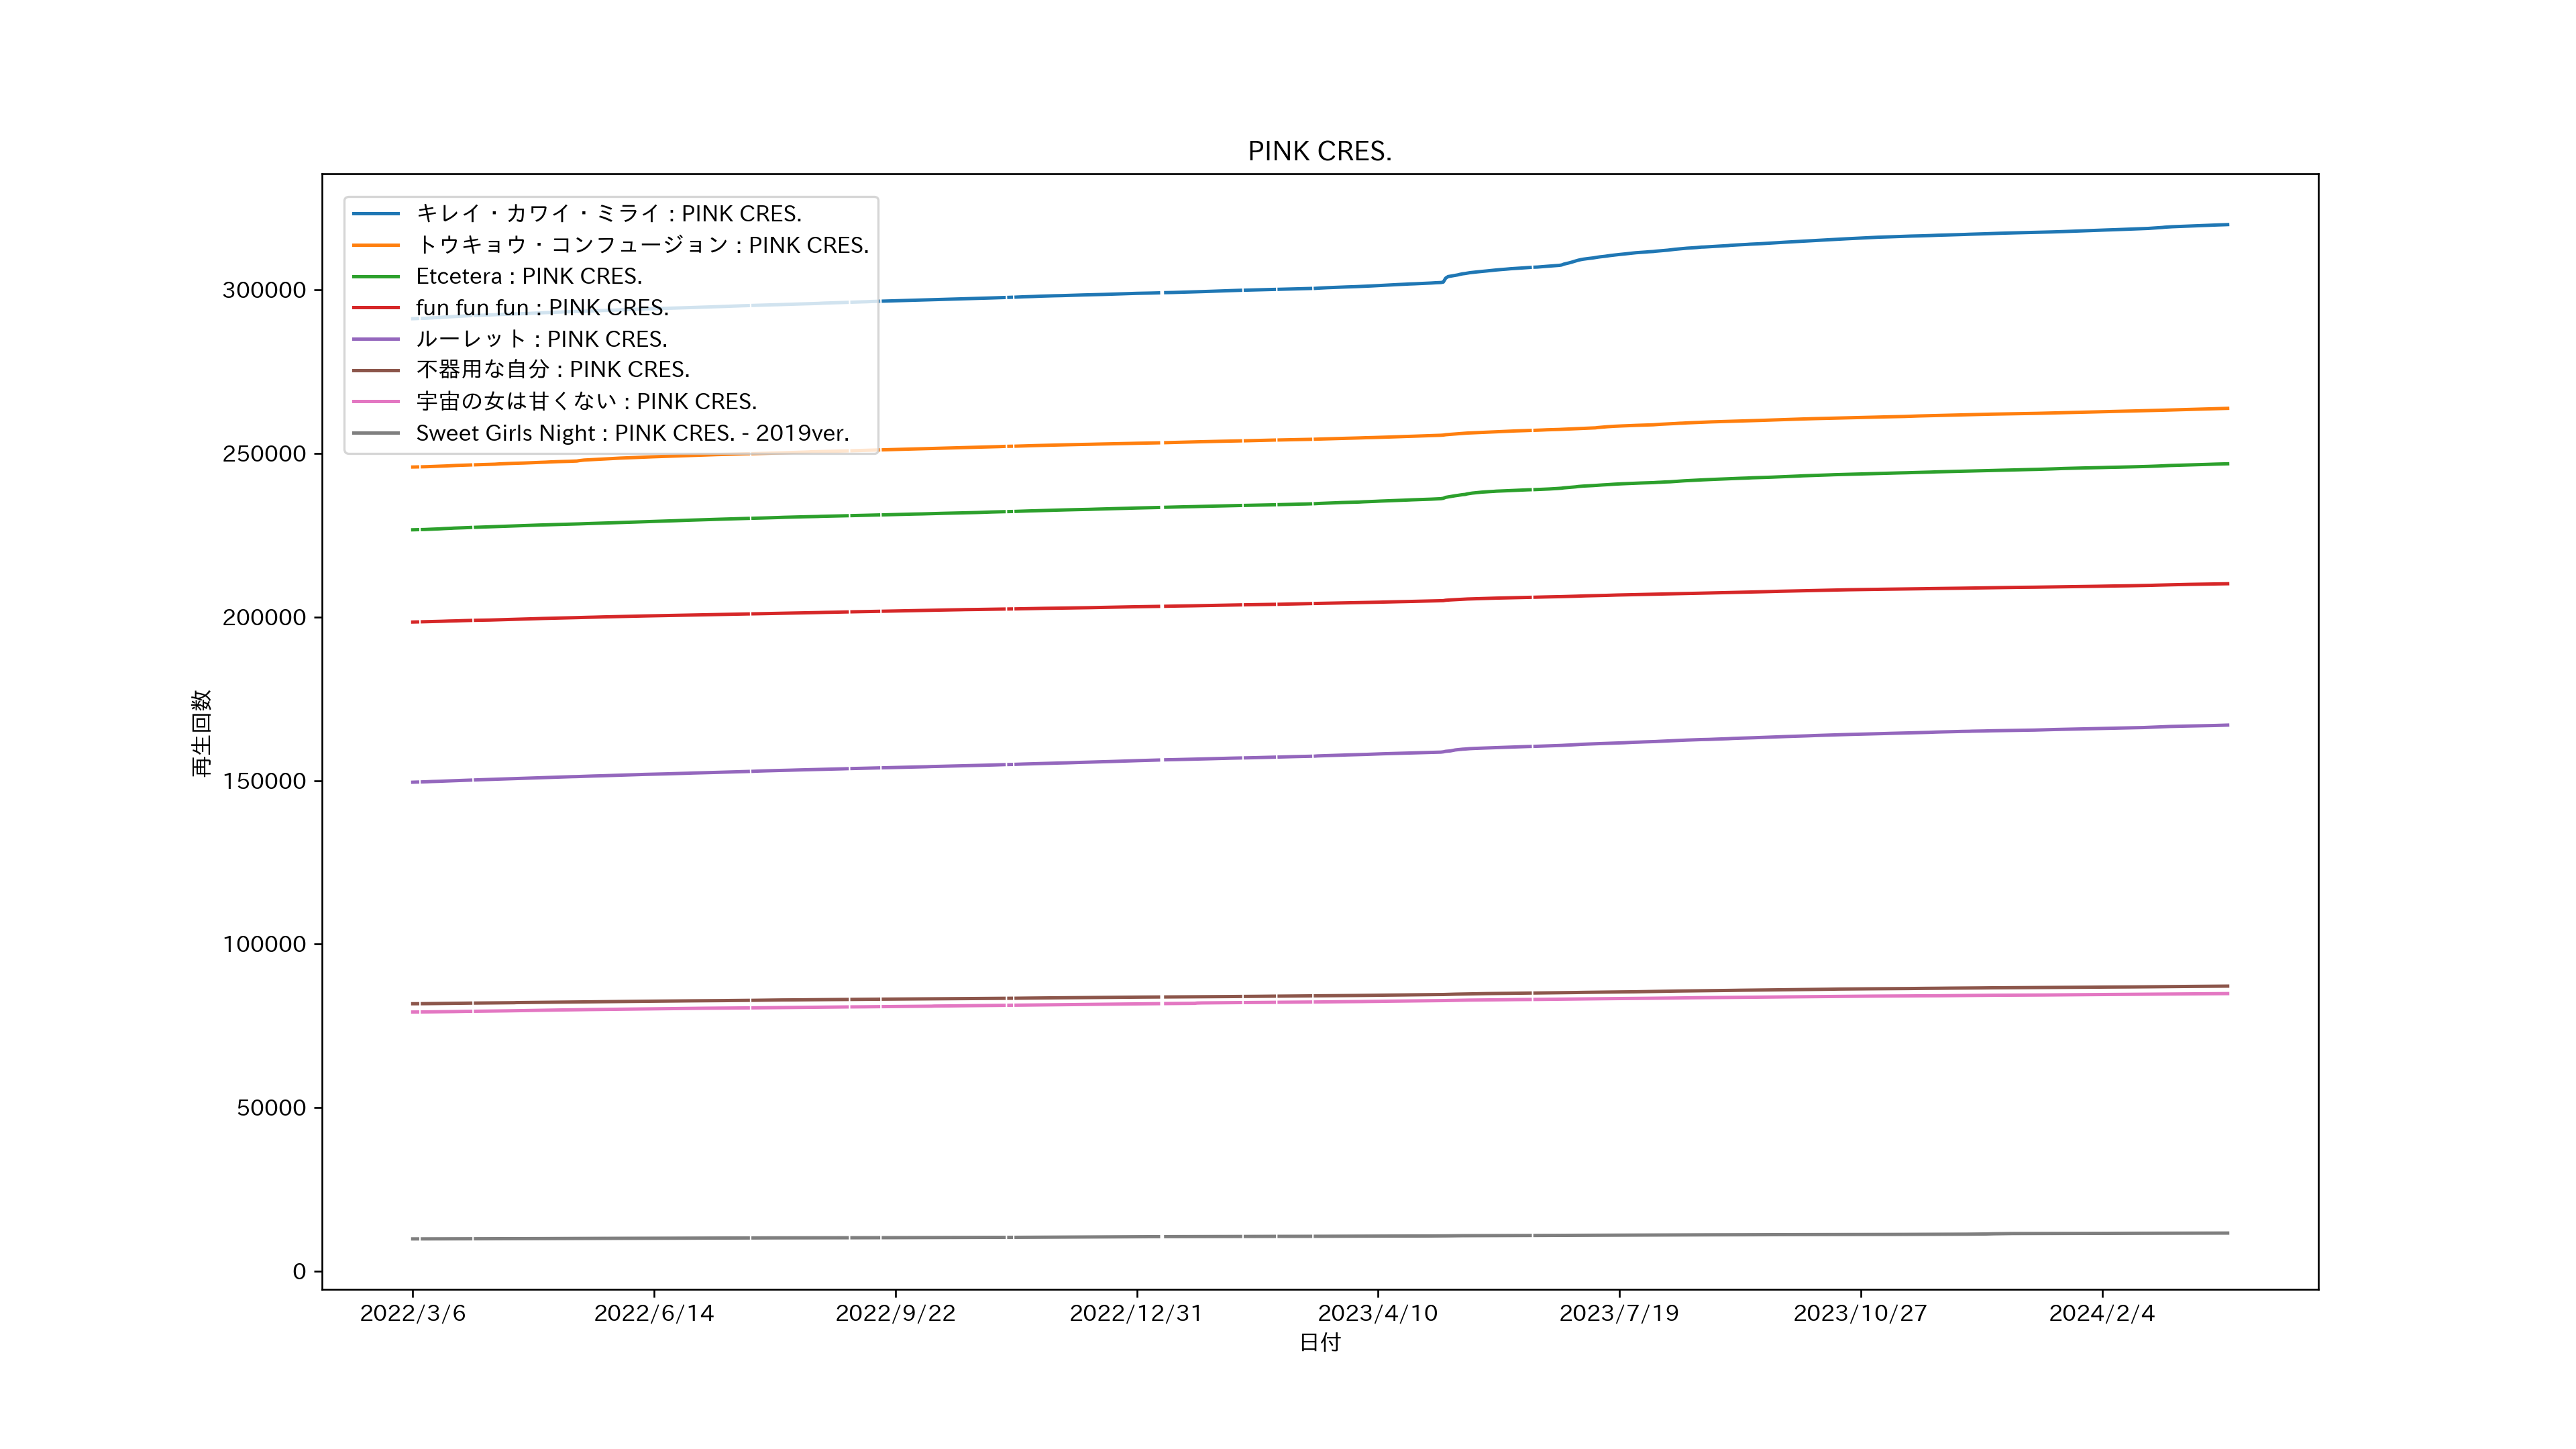 PINK CRES.
キレイ・カワイ・ミライ : PINK CRES.
トウキョウ・コンフュージョン : PINK CRES.
Etcetera : PINK CRES.
fun fun fun : PINK CRES.
ルーレット : PINK CRES.
不器用な自分 : PINK CRES.
宇宙の女は甘くない : PINK CRES.
Sweet Girls Night : PINK CRES. - 2019ver.
再生回数
300000
250000
200000
150000
100000
50000
0
2022/3/6 2022/6/14 2022/9/22 2022/12/31 2023/4/10 2023/7/19 2023/10/27 2024/2/4
日付